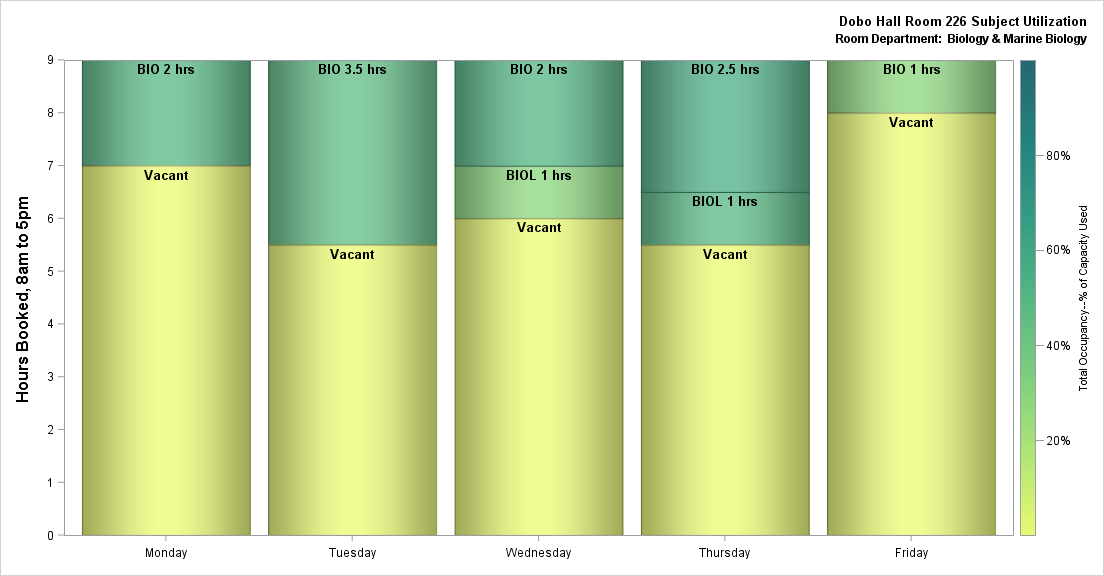 Dobo Hall Room 226 Subject Utilization
Room Department: Biology & Marine Biology
Hours Booked, 8am to 5pm
9
8
7
6
5
4
3
2
1
0
BIO 2 hrs
Vacant
BIO 3.5 hrs
Vacant
BIO 2 hrs
BIOL 1 hrs
Vacant
BIO 2.5 hrs
BIOL 1 hrs
Vacant
BIO 1 hrs
Vacant
Monday
Tuesday
Wednesday
Thursday
Friday
80%
60%
40%
20%
Total Occupancy--% of Capacity Used